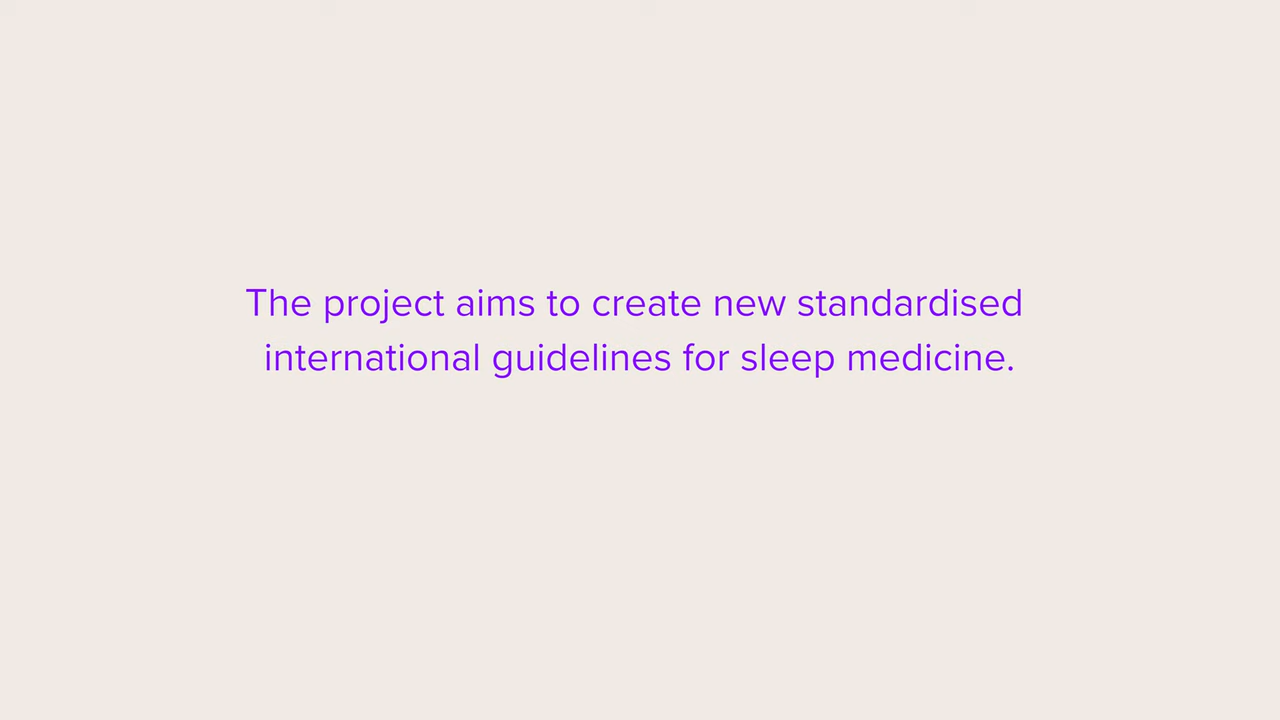 The project aims to create new standardised
international guidelines for sleep medicine.